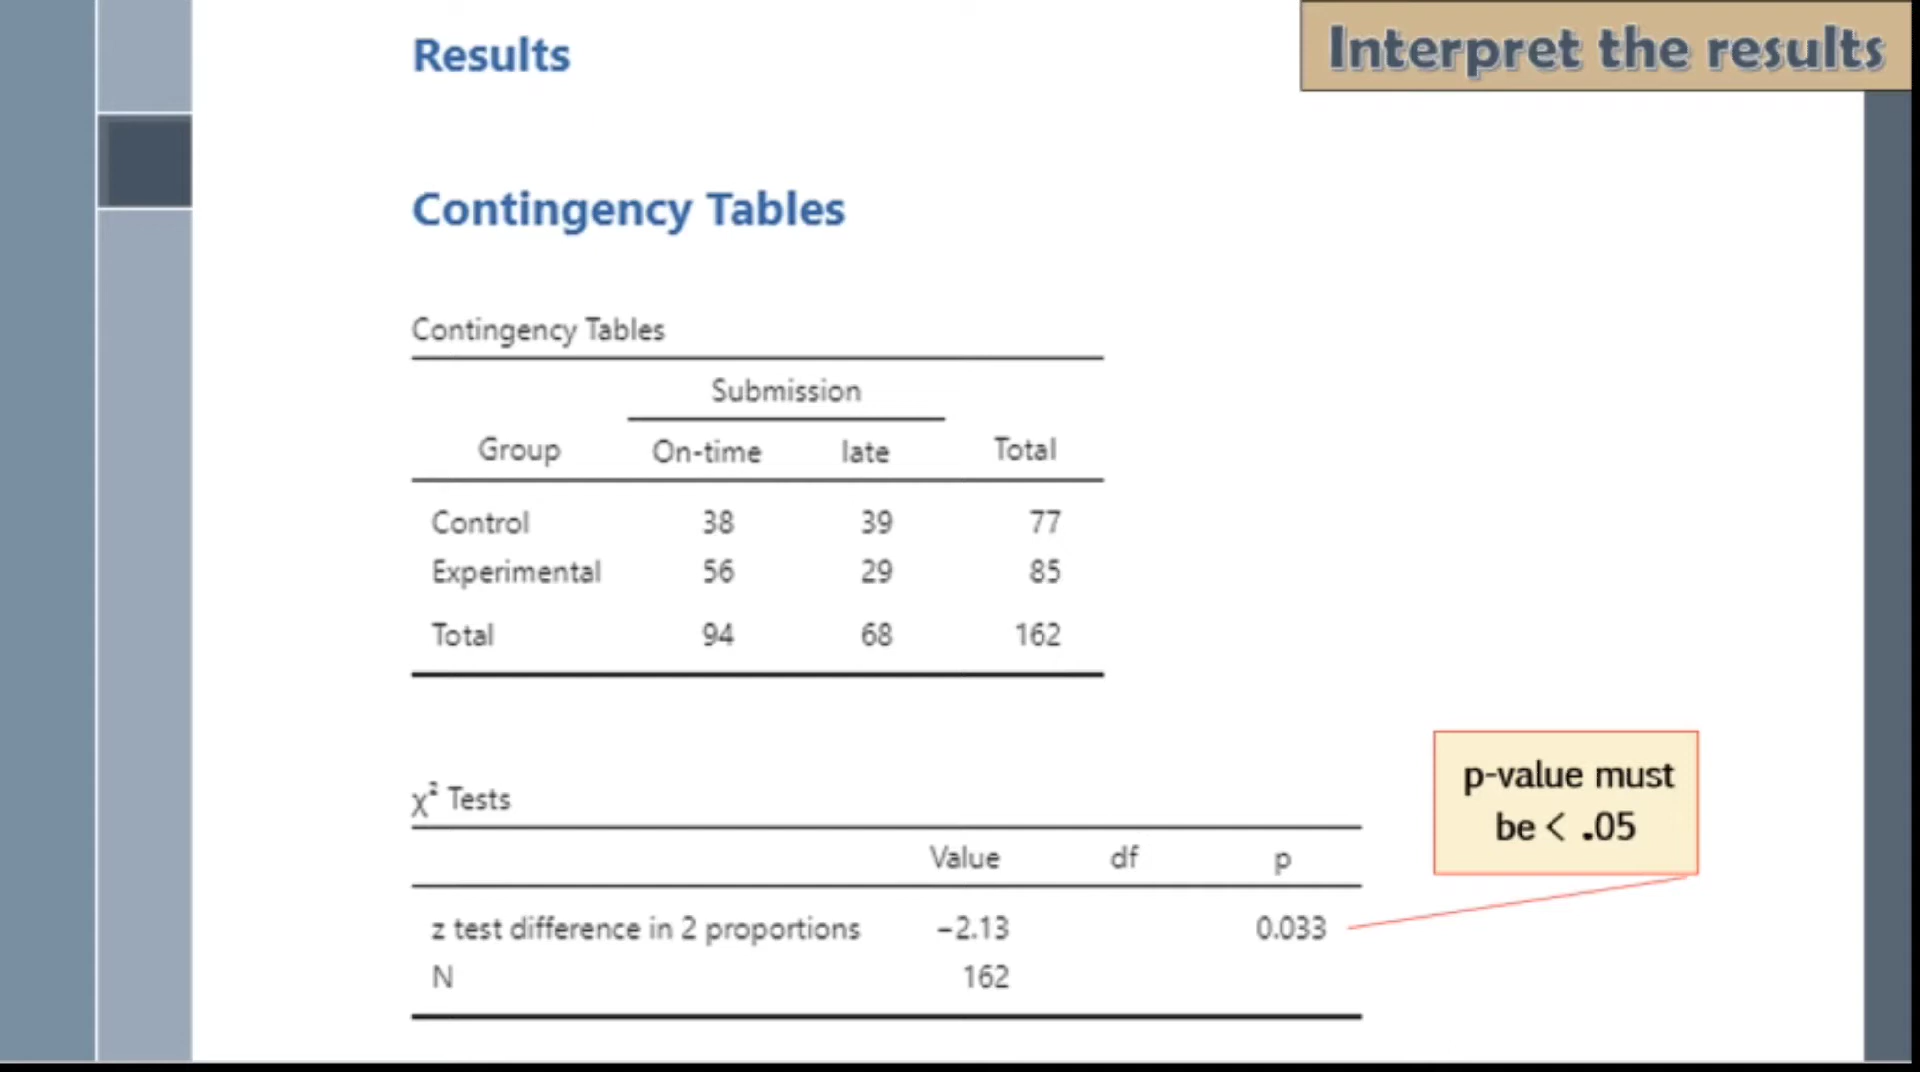 Results
Interpret the results
Contingency Tables
Contingency Tables
Submission
Group On-time late Total
Control 38 39 77
Experimental 56 29 85
Total 94 68 162
χ² Tests
Value df p
z test difference in 2 proportions −2.13 0.033
N 162
p-value must
be < .05